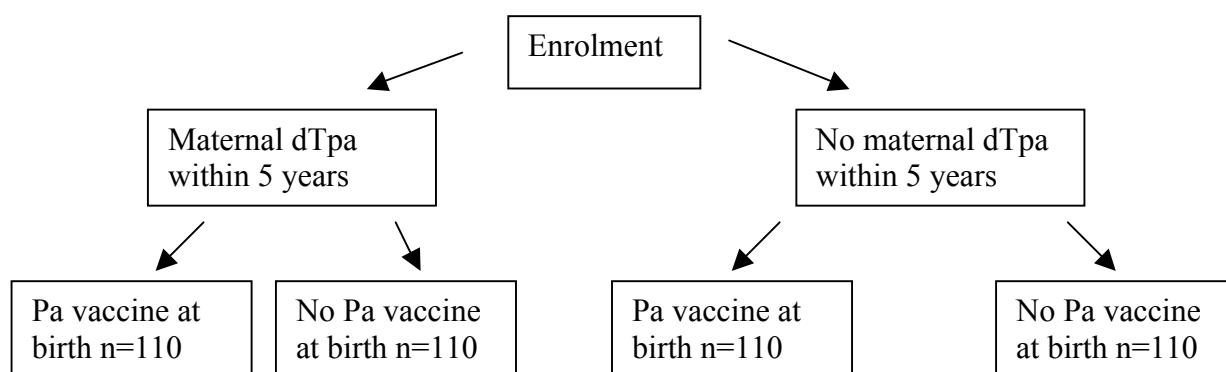 Enrolment
Maternal dTpa
within 5 years
No maternal dTpa
within 5 years
Pa vaccine at
birth n=110
No Pa vaccine
at birth n=110
Pa vaccine at
birth n=110
No Pa vaccine
at birth n=110